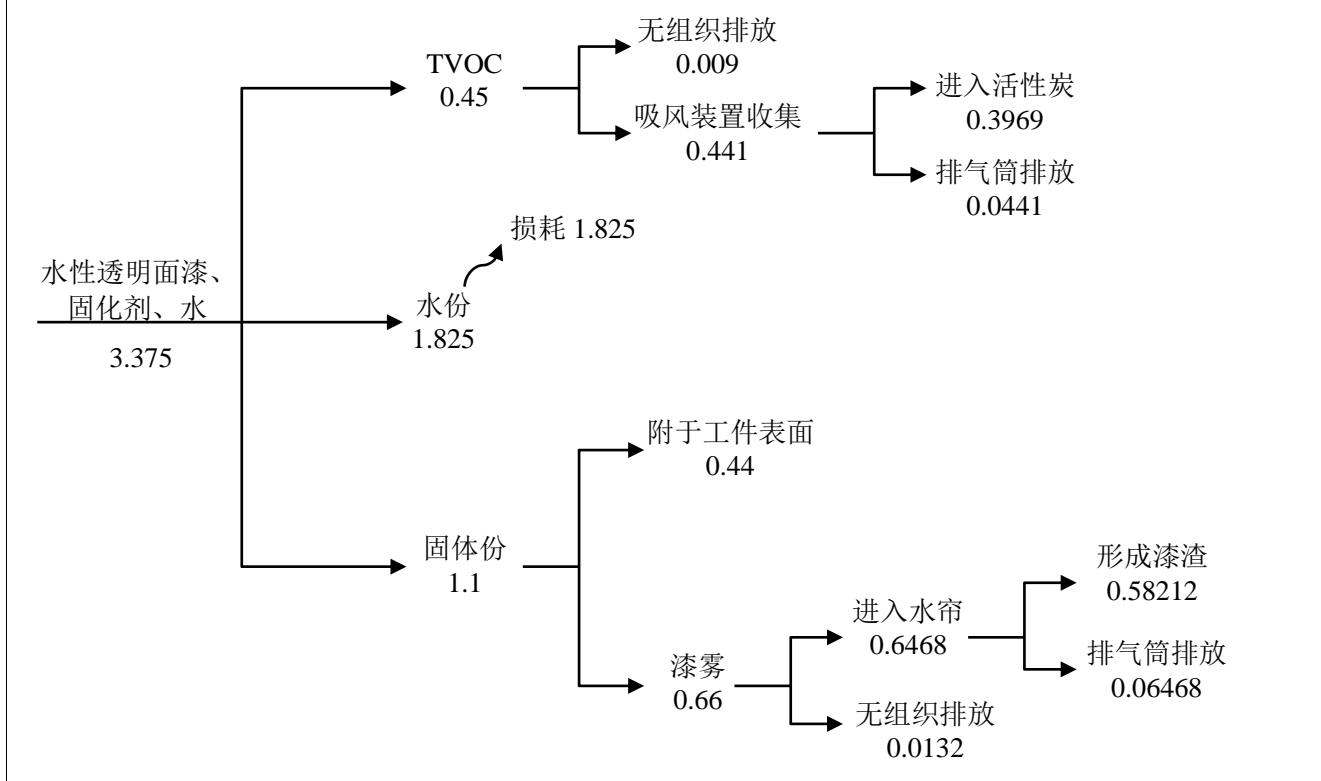 无组织排放
0.009
TVOC
0.45
吸风装置收集
0.441
进入活性炭
0.3969
排气筒排放
0.0441
损耗 1.825
水性透明面漆、
固化剂、水
3.375
水份
1.825
附于工件表面
0.44
固体份
1.1
形成漆渣
0.58212
进入水帘
0.6468
排气筒排放
0.06468
漆雾
0.66
无组织排放
0.0132